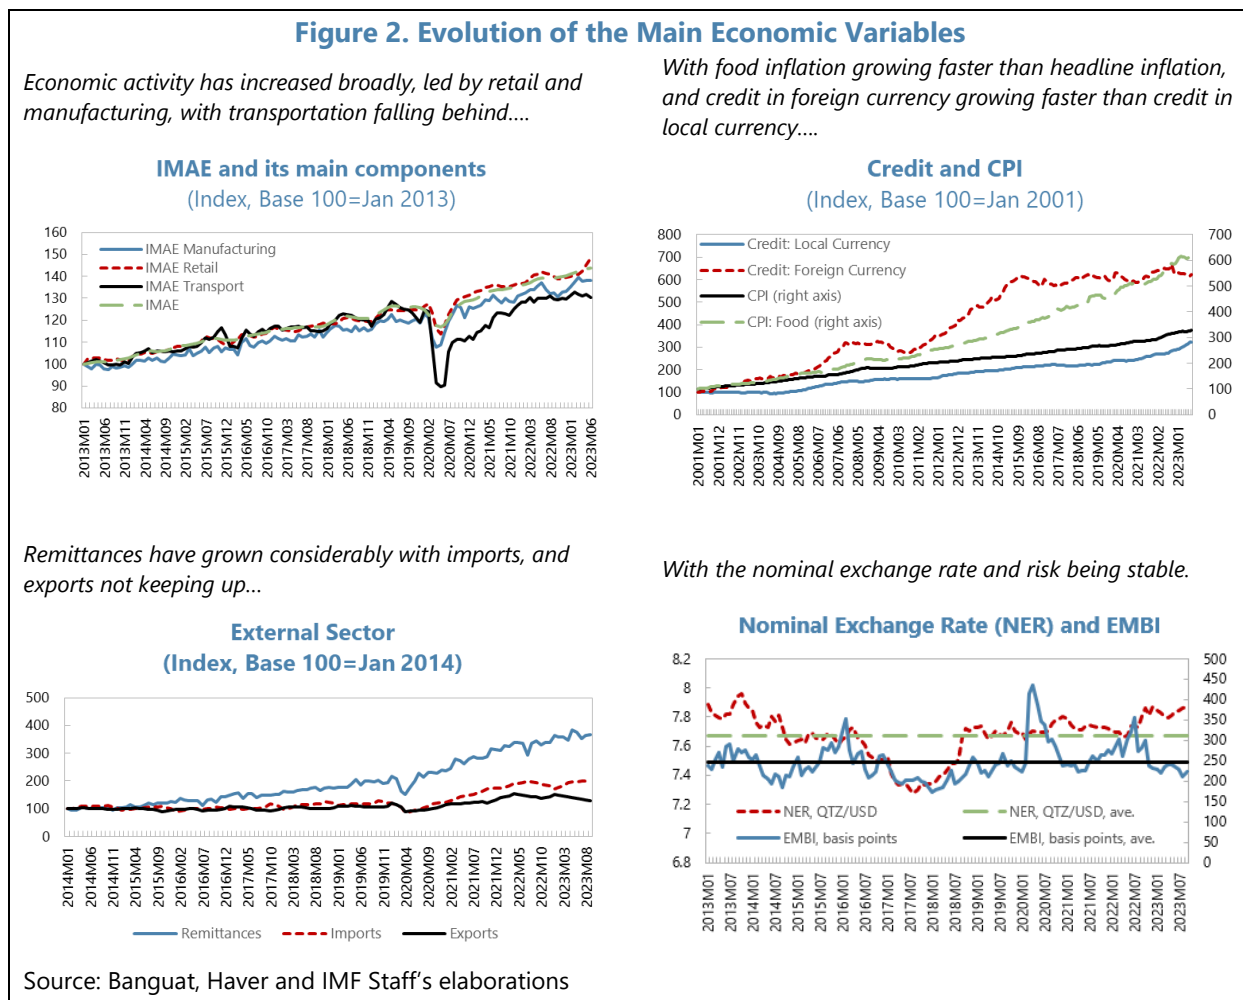 Figure 2. Evolution of the Main Economic Variables
Economic activity has increased broadly, led by retail and
manufacturing, with transportation falling behind....
IMAE and its main components
(Index, Base 100=Jan 2013)
160
150
140
130
120
110
100
90
80
IMAE Manufacturing
IMAE Retail
IMAE Transport
IMAE
2013M01
2013M06
2013M11
2014M04
2014M09
2015M02
2015M07
2015M12
2016M05
2016M10
2017M03
2017M08
2018M01
2018M06
2018M11
2019M04
2019M09
2020M02
2020M07
2020M12
2021M05
2021M10
2022M03
2022M08
2023M01
2023M06
With food inflation growing faster than headline inflation,
and credit in foreign currency growing faster than credit in
local currency....
Credit and CPI
(Index, Base 100=Jan 2001)
800
700
600
500
400
300
200
100
0
Credit: Local Currency
Credit: Foreign Currency
CPI (right axis)
CPI: Food (right axis)
700
600
500
400
300
200
100
0
2001M01
2001M12
2002M11
2003M10
2004M09
2005M08
2006M07
2007M06
2008M05
2009M04
2010M03
2011M02
2012M01
2012M12
2013M11
2014M10
2015M09
2016M08
2017M07
2018M06
2019M05
2020M04
2021M03
2022M02
2023M01
Remittances have grown considerably with imports, and
exports not keeping up...
External Sector
(Index, Base 100=Jan 2014)
500
400
300
200
100
0
2014M01
2014M06
2014M11
2015M04
2015M09
2016M02
2016M07
2016M12
2017M05
2017M10
2018M03
2018M08
2019M01
2019M06
2019M11
2020M04
2020M09
2021M02
2021M07
2021M12
2022M05
2022M10
2023M03
2023M08
Remittances
Imports
Exports
With the nominal exchange rate and risk being stable.
Nominal Exchange Rate (NER) and EMBI
8.2
8
7.8
7.6
7.4
7.2
7
6.8
500
450
400
350
300
250
200
150
100
50
0
NER, QTZ/USD
NER, QTZ/USD, ave.
EMBI, basis points
EMBI, basis points, ave.
2013M01
2013M07
2014M01
2014M07
2015M01
2015M07
2016M01
2016M07
2017M01
2017M07
2018M01
2018M07
2019M01
2019M07
2020M01
2020M07
2021M01
2021M07
2022M01
2022M07
2023M01
2023M07
Source: Banguat, Haver and IMF Staff's elaborations